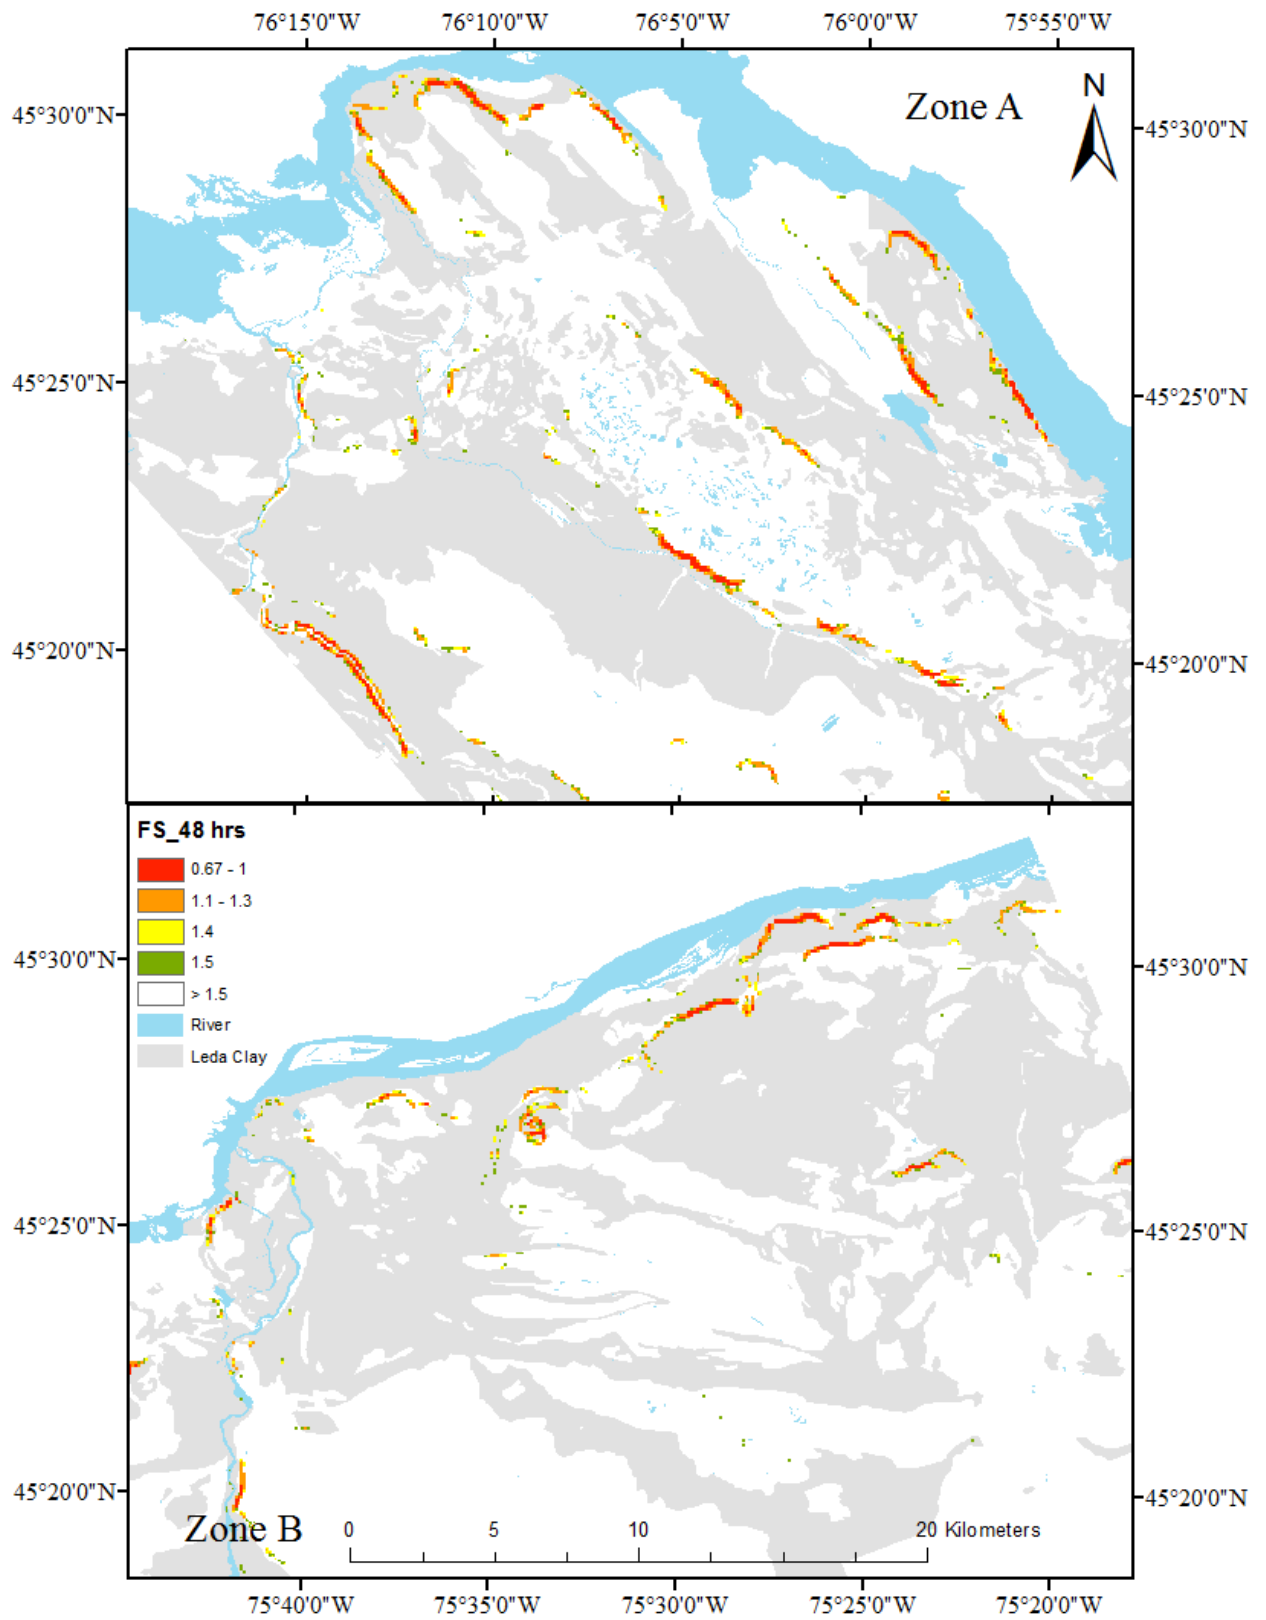 76°15'0"W 76°10'0"W 76°5'0"W 76°0'0"W 75°55'0"W
N
Zone A
45°30'0"N 45°30'0"N
45°25'0"N 45°25'0"N
45°20'0"N 45°20'0"N
FS_48 hrs
0.67 - 1
1.1 - 1.3
1.4
1.5
> 1.5
River
Leda Clay
45°30'0"N 45°30'0"N
45°25'0"N 45°25'0"N
45°20'0"N 45°20'0"N
Zone B
0 5 10 20 Kilometers
75°40'0"W 75°35'0"W 75°30'0"W 75°25'0"W 75°20'0"W